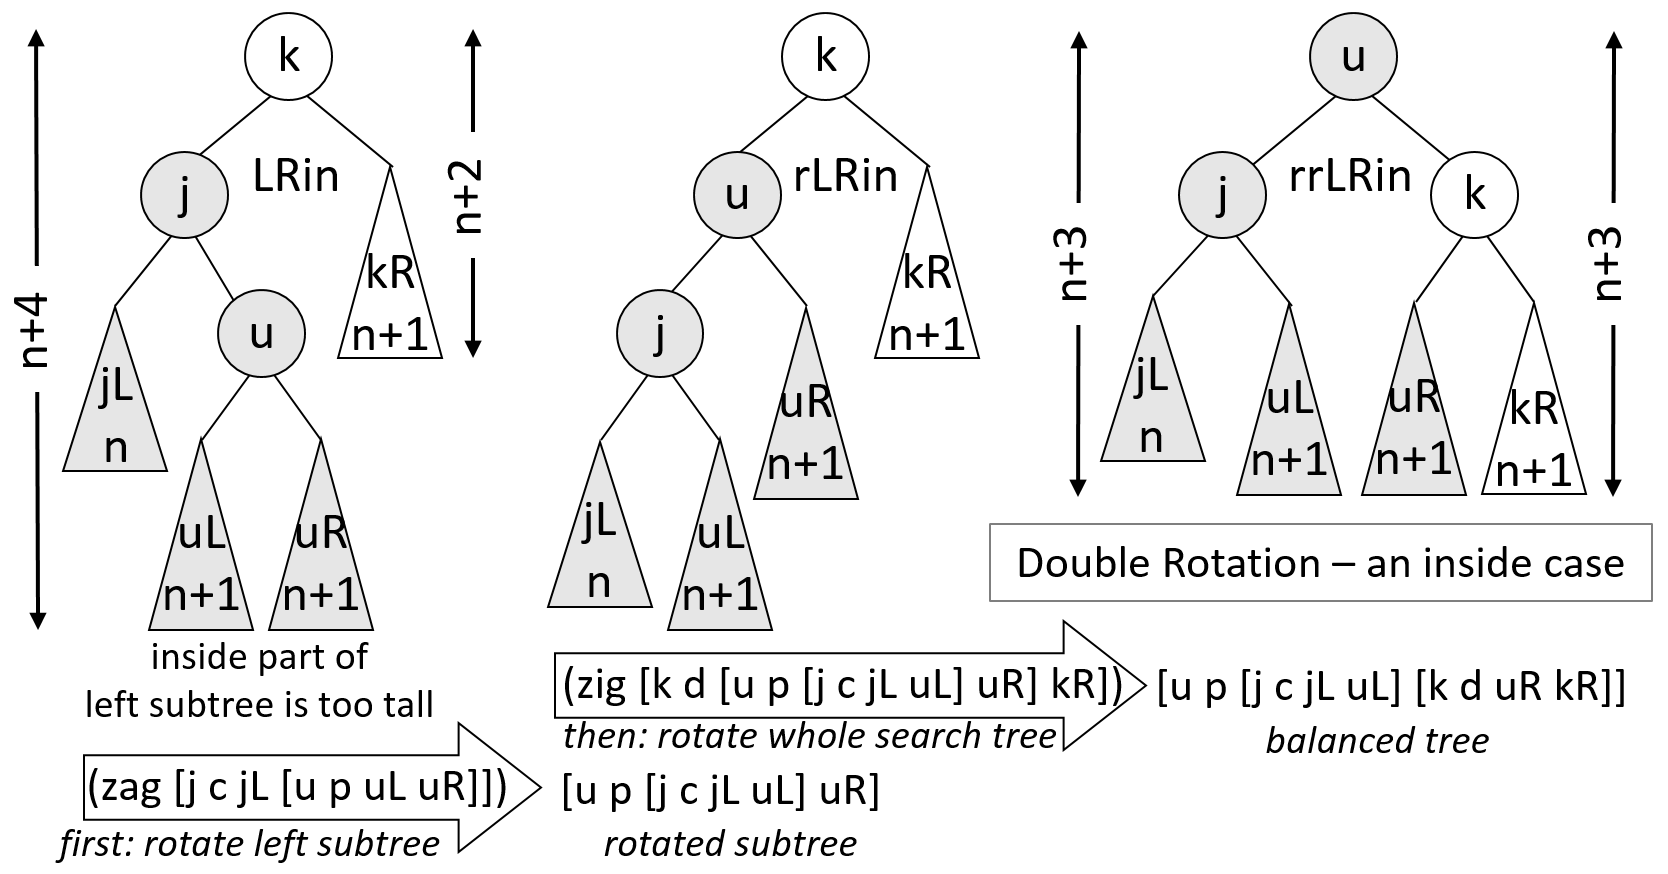 k
j
LRin
n+4
n+2
kR
n+1
u
jL
n
uL
n+1
uR
n+1
inside part of
left subtree is too tall
k
u
rLRin
kR
n+1
j
uR
n+1
jL
n
uL
n+1
u
n+3
j
rrLRin
k
n+3
jL
n
uL
n+1
uR
n+1
kR
n+1
Double Rotation – an inside case
(zag [j c jL [u p uL uR]])
first: rotate left subtree
[u p [j c jL uL] uR]
rotated subtree
(zig [k d [u p [j c jL uL] uR] kR])
then: rotate whole search tree
[u p [j c jL uL] [k d uR kR]]
balanced tree